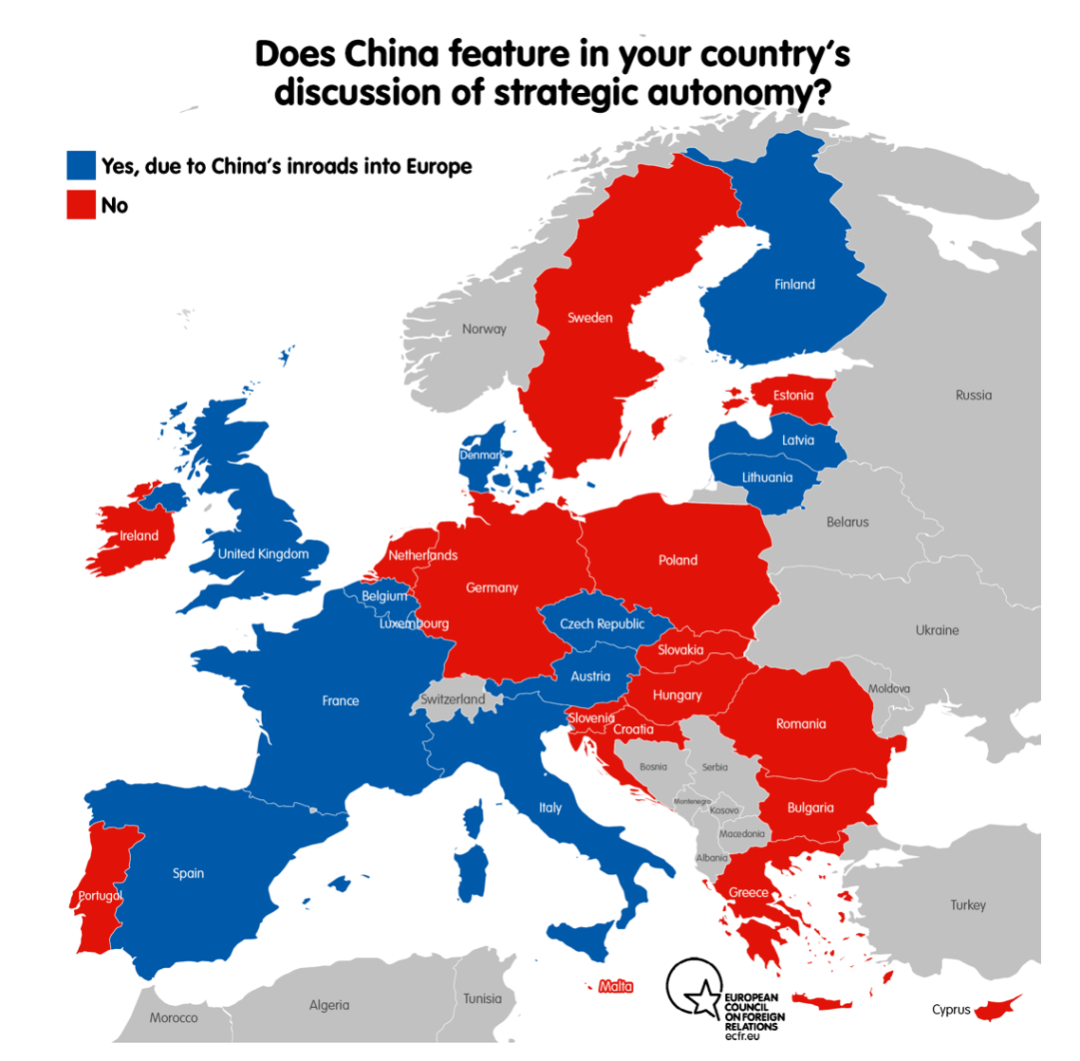 Does China feature in your country's
discussion of strategic autonomy?
Yes, due to China's inroads into Europe
No
Finland
Sweden
Norway
Russia
Estonia
Latvia
Denmark
Lithuania
Belarus
Ireland
United Kingdom
Netherlands
Poland
Germany
Belgium
Luxembourg
Czech Republic
Ukraine
Slovakia
Austria
Hungary
Moldova
France
Switzerland
Slovenia
Croatia
Romania
Bosnia
Serbia
Montenegro
Kosovo
Italy
Bulgaria
Macedonia
Albania
Spain
Portugal
Greece
Turkey
Malta
EUROPEAN
COUNCIL
ON FOREIGN
RELATIONS
ecfr.eu
Algeria
Tunisia
Morocco
Cyprus